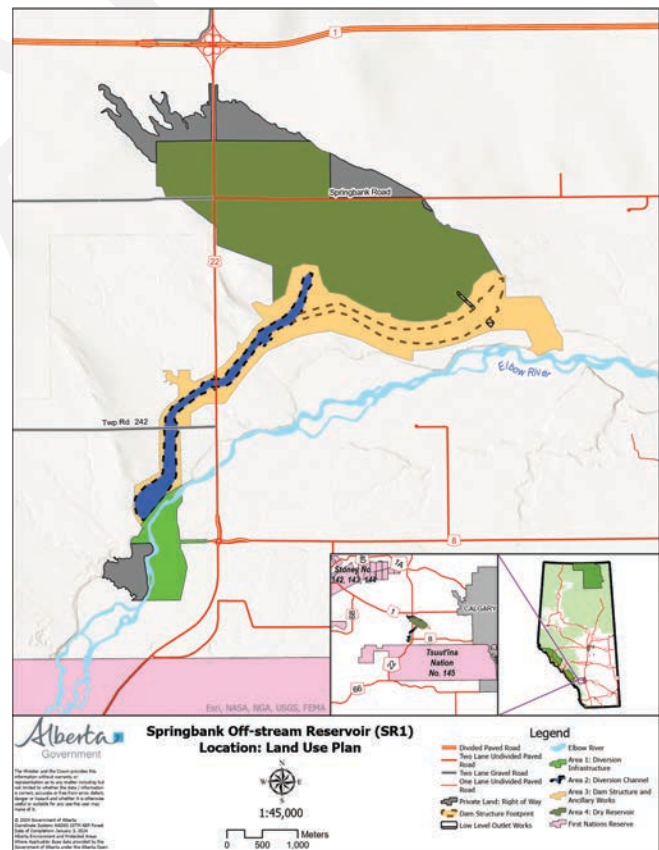 1
Springbank Road
22
Elbow River
Twp Rd 242
8
Stoney No.
142, 143, 144
1A
1
CALGARY
8
22
Tsuut'ina
Nation
No. 145
66
Esri, NASA, NGA, USGS, FEMA
Alberta
Government
Springbank Off-stream Reservoir (SR1)
Location: Land Use Plan
N
W E
S
1:45,000
0 500 1,000 Meters
Legend
Divided Paved Road
Two Lane Undivided Paved
Road
Two Lane Gravel Road
One Lane Undivided Paved
Road
Private Land: Right of Way
Dam Structure Footprint
Low Level Outlet Works
Elbow River
Area 1: Diversion
Infrastructure
Area 2: Diversion Channel
Area 3: Dam Structure and
Ancillary Works
Area 4: Dry Reservoir
First Nations Reserve